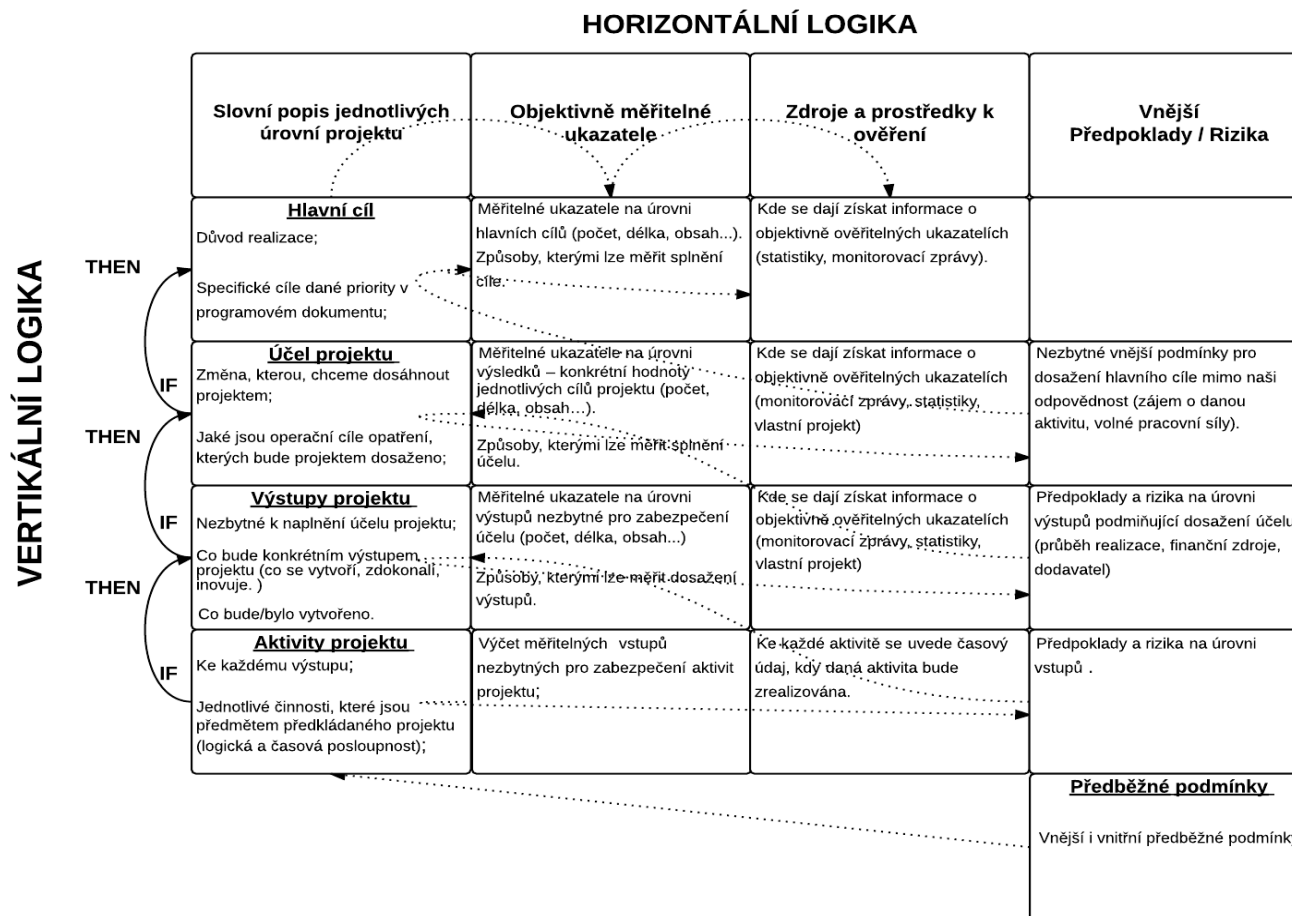 HORIZONTÁLNÍ LOGIKA
Slovní popis jednotlivých
úrovní projektu
Objektivně měřitelné
ukazatele
Zdroje a prostředky k
ověření
Vnější
Předpoklady / Rizika
VERTIKÁLNÍ LOGIKA
THEN
IF
THEN
IF
THEN
IF
Hlavní cíl
Důvod realizace;
Specifické cíle dané priority v
programovém dokumentu;
Měřitelné ukazatele na úrovni
hlavních cílů (počet, délka, obsah...).
Způsoby, kterými lze měřit splnění
cíle.
Kde se dají získat informace o
objektivně ověřitelných ukazatelích
(statistiky, monitorovací zprávy).
Účel projektu
Změna, kterou, chceme dosáhnout
projektem;
Jaké jsou operační cíle opatření,
kterých bude projektem dosaženo;
Měřitelné ukazatele na úrovni
výsledků – konkrétní hodnoty
jednotlivých cílů projektu (počet,
délka, obsah…).
Způsoby, kterými lze měřit splnění
účelu.
Kde se dají získat informace o
objektivně ověřitelných ukazatelích
(monitorovací zprávy, statistiky,
vlastní projekt)
Nezbytné vnější podmínky pro
dosažení hlavního cíle mimo naši
odpovědnost (zájem o danou
aktivitu, volné pracovní síly).
Výstupy projektu
Nezbytné k naplnění účelu projektu;
Co bude konkrétním výstupem
projektu (co se vytvoří, zdokonalí,
inovuje. )
Co bude/bylo vytvořeno.
Měřitelné ukazatele na úrovni
výstupů nezbytné pro zabezpečení
účelu (počet, délka, obsah...)
Způsoby, kterými lze měřit dosažení
výstupů.
Kde se dají získat informace o
objektivně ověřitelných ukazatelích
(monitorovací zprávy, statistiky,
vlastní projekt)
Předpoklady a rizika na úrovni
výstupů podmiňující dosažení účelu
(průběh realizace, finanční zdroje,
dodavatel)
Aktivity projektu
Ke každému výstupu;
Jednotlivé činnosti, které jsou
předmětem předkládaného projektu
(logická a časová posloupnost);
Výčet měřitelných vstupů
nezbytných pro zabezpečení aktivit
projektu;
Ke každé aktivitě se uvede časový
údaj, kdy daná aktivita bude
zrealizována.
Předpoklady a rizika na úrovni
vstupů .
Předběžné podmínky
Vnější i vnitřní předběžné podmínky